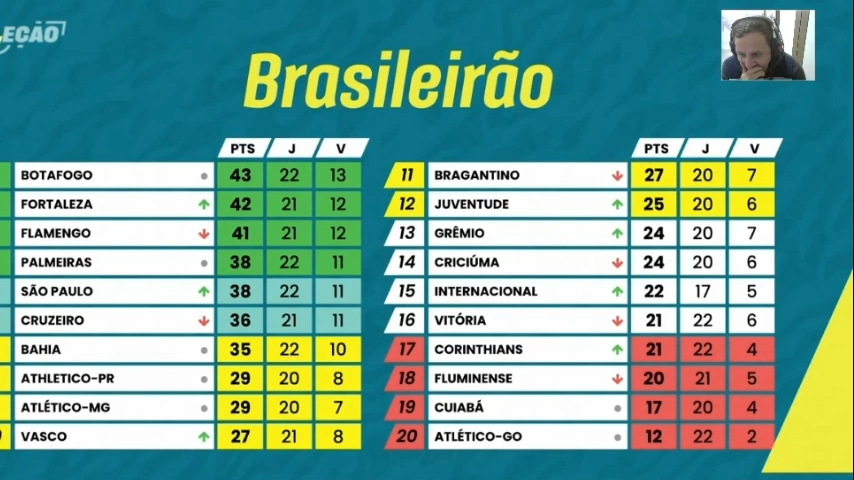 EÇÃO
Brasileirão
PTS J V
BOTAFOGO 43 22 13
FORTALEZA 42 21 12
FLAMENGO 41 21 12
PALMEIRAS 38 22 11
SÃO PAULO 38 22 11
CRUZEIRO 36 21 11
BAHIA 35 22 10
ATHLETICO-PR 29 20 8
ATLÉTICO-MG 29 20 7
VASCO 27 21 8
PTS J V
11 BRAGANTINO 27 20 7
12 JUVENTUDE 25 20 6
13 GRÊMIO 24 20 7
14 CRICIÚMA 24 20 6
15 INTERNACIONAL 22 17 5
16 VITÓRIA 21 22 6
17 CORINTHIANS 21 22 4
18 FLUMINENSE 20 21 5
19 CUIABÁ 17 20 4
20 ATLÉTICO-GO 12 22 2